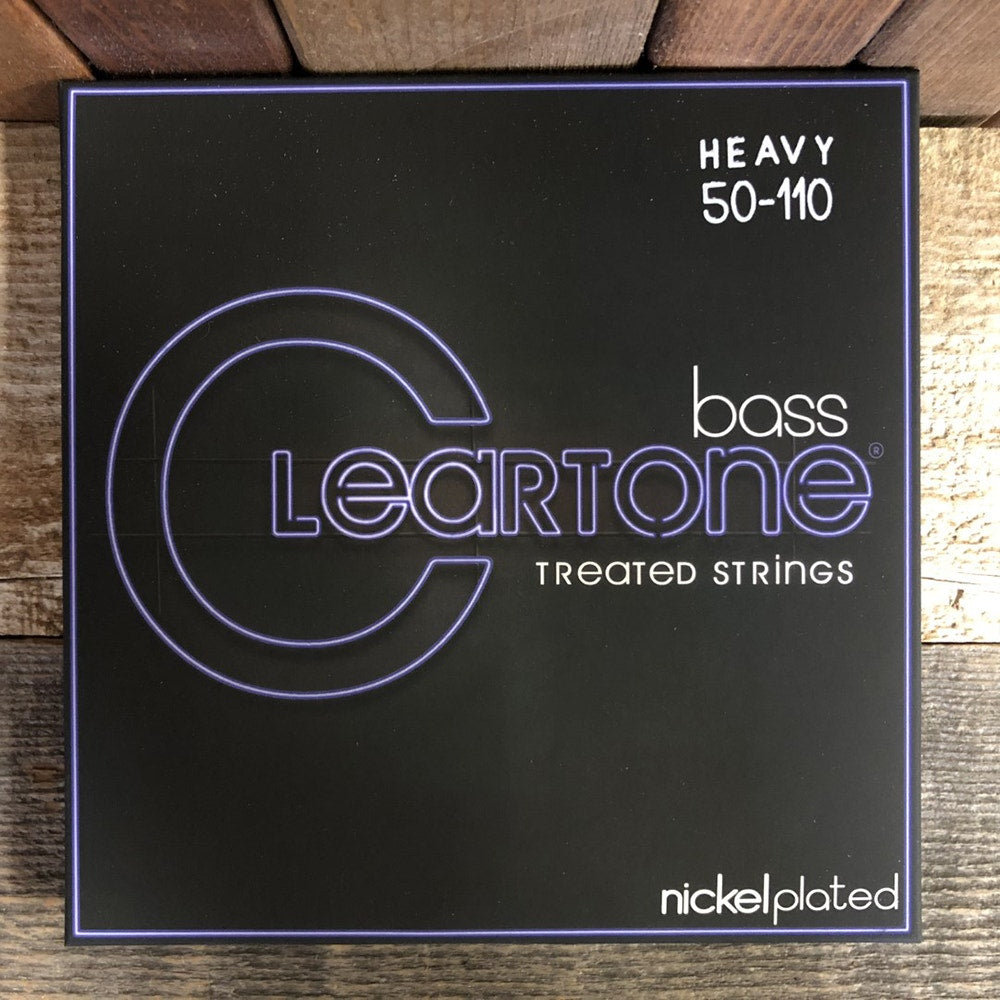 HEAVY
50-110
bass
CLeaRTone®
TReaTED STRinGS
nickelplated